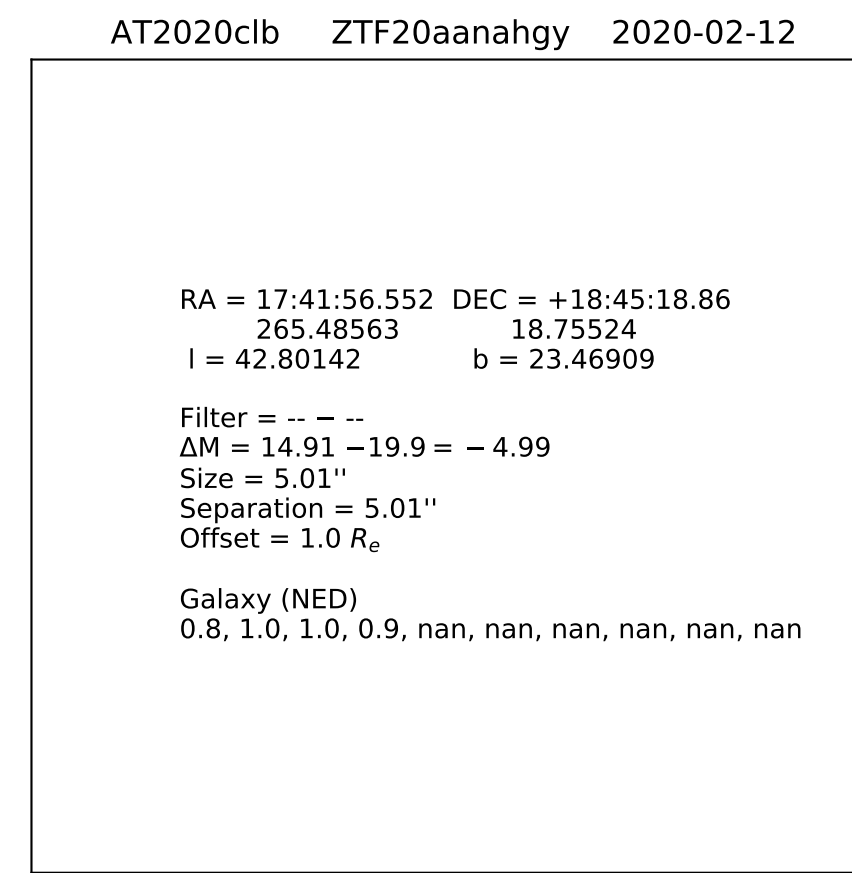 AT2020clb ZTF20aanahgy 2020-02-12
RA = 17:41:56.552 DEC = +18:45:18.86
265.48563 18.75524
l = 42.80142 b = 23.46909
Filter = -- − --
ΔM = 14.91 −19.9 = − 4.99
Size = 5.01''
Separation = 5.01''
Offset = 1.0 Re
Galaxy (NED)
0.8, 1.0, 1.0, 0.9, nan, nan, nan, nan, nan, nan